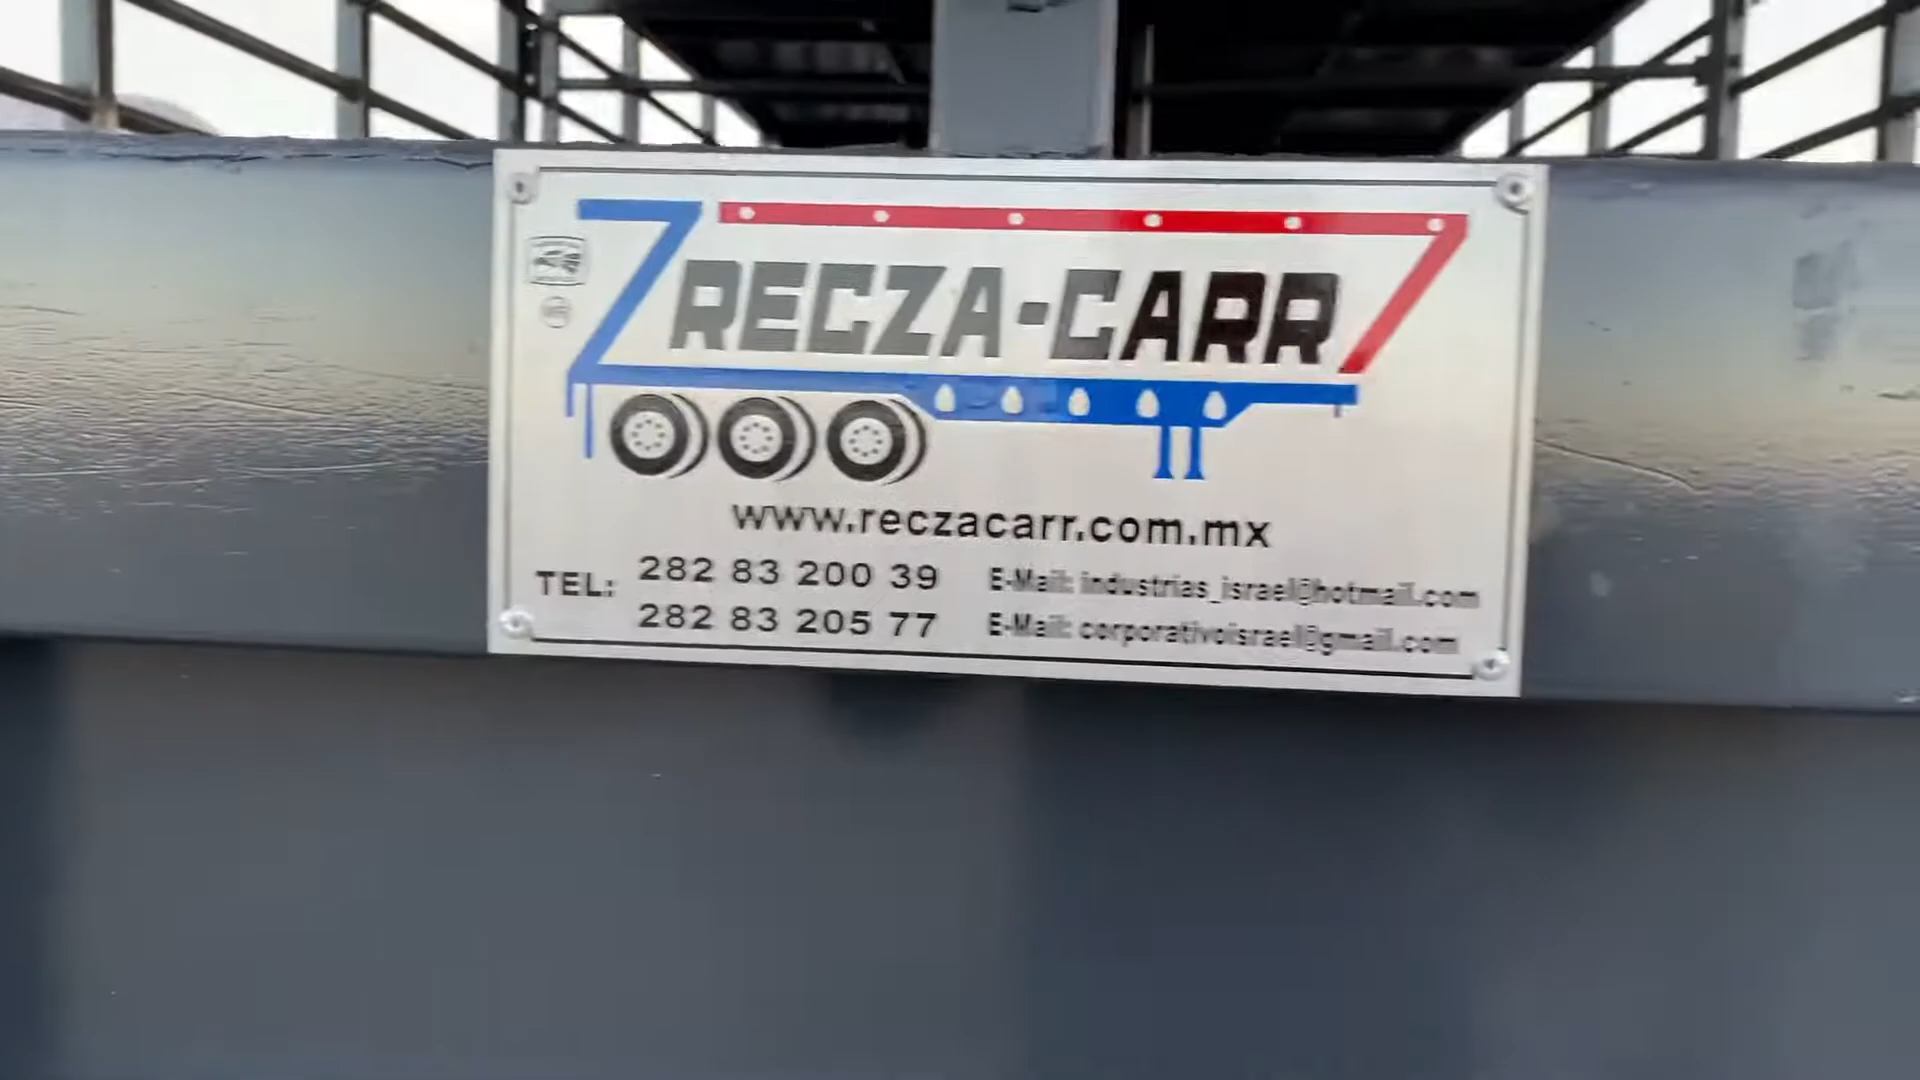 RECZA-CARR
www.reczacarr.com.mx
TEL: 282 83 200 39
282 83 205 77
E-Mail: industrias_israel@hotmail.com
E-Mail: corporativoisrael@gmail.com